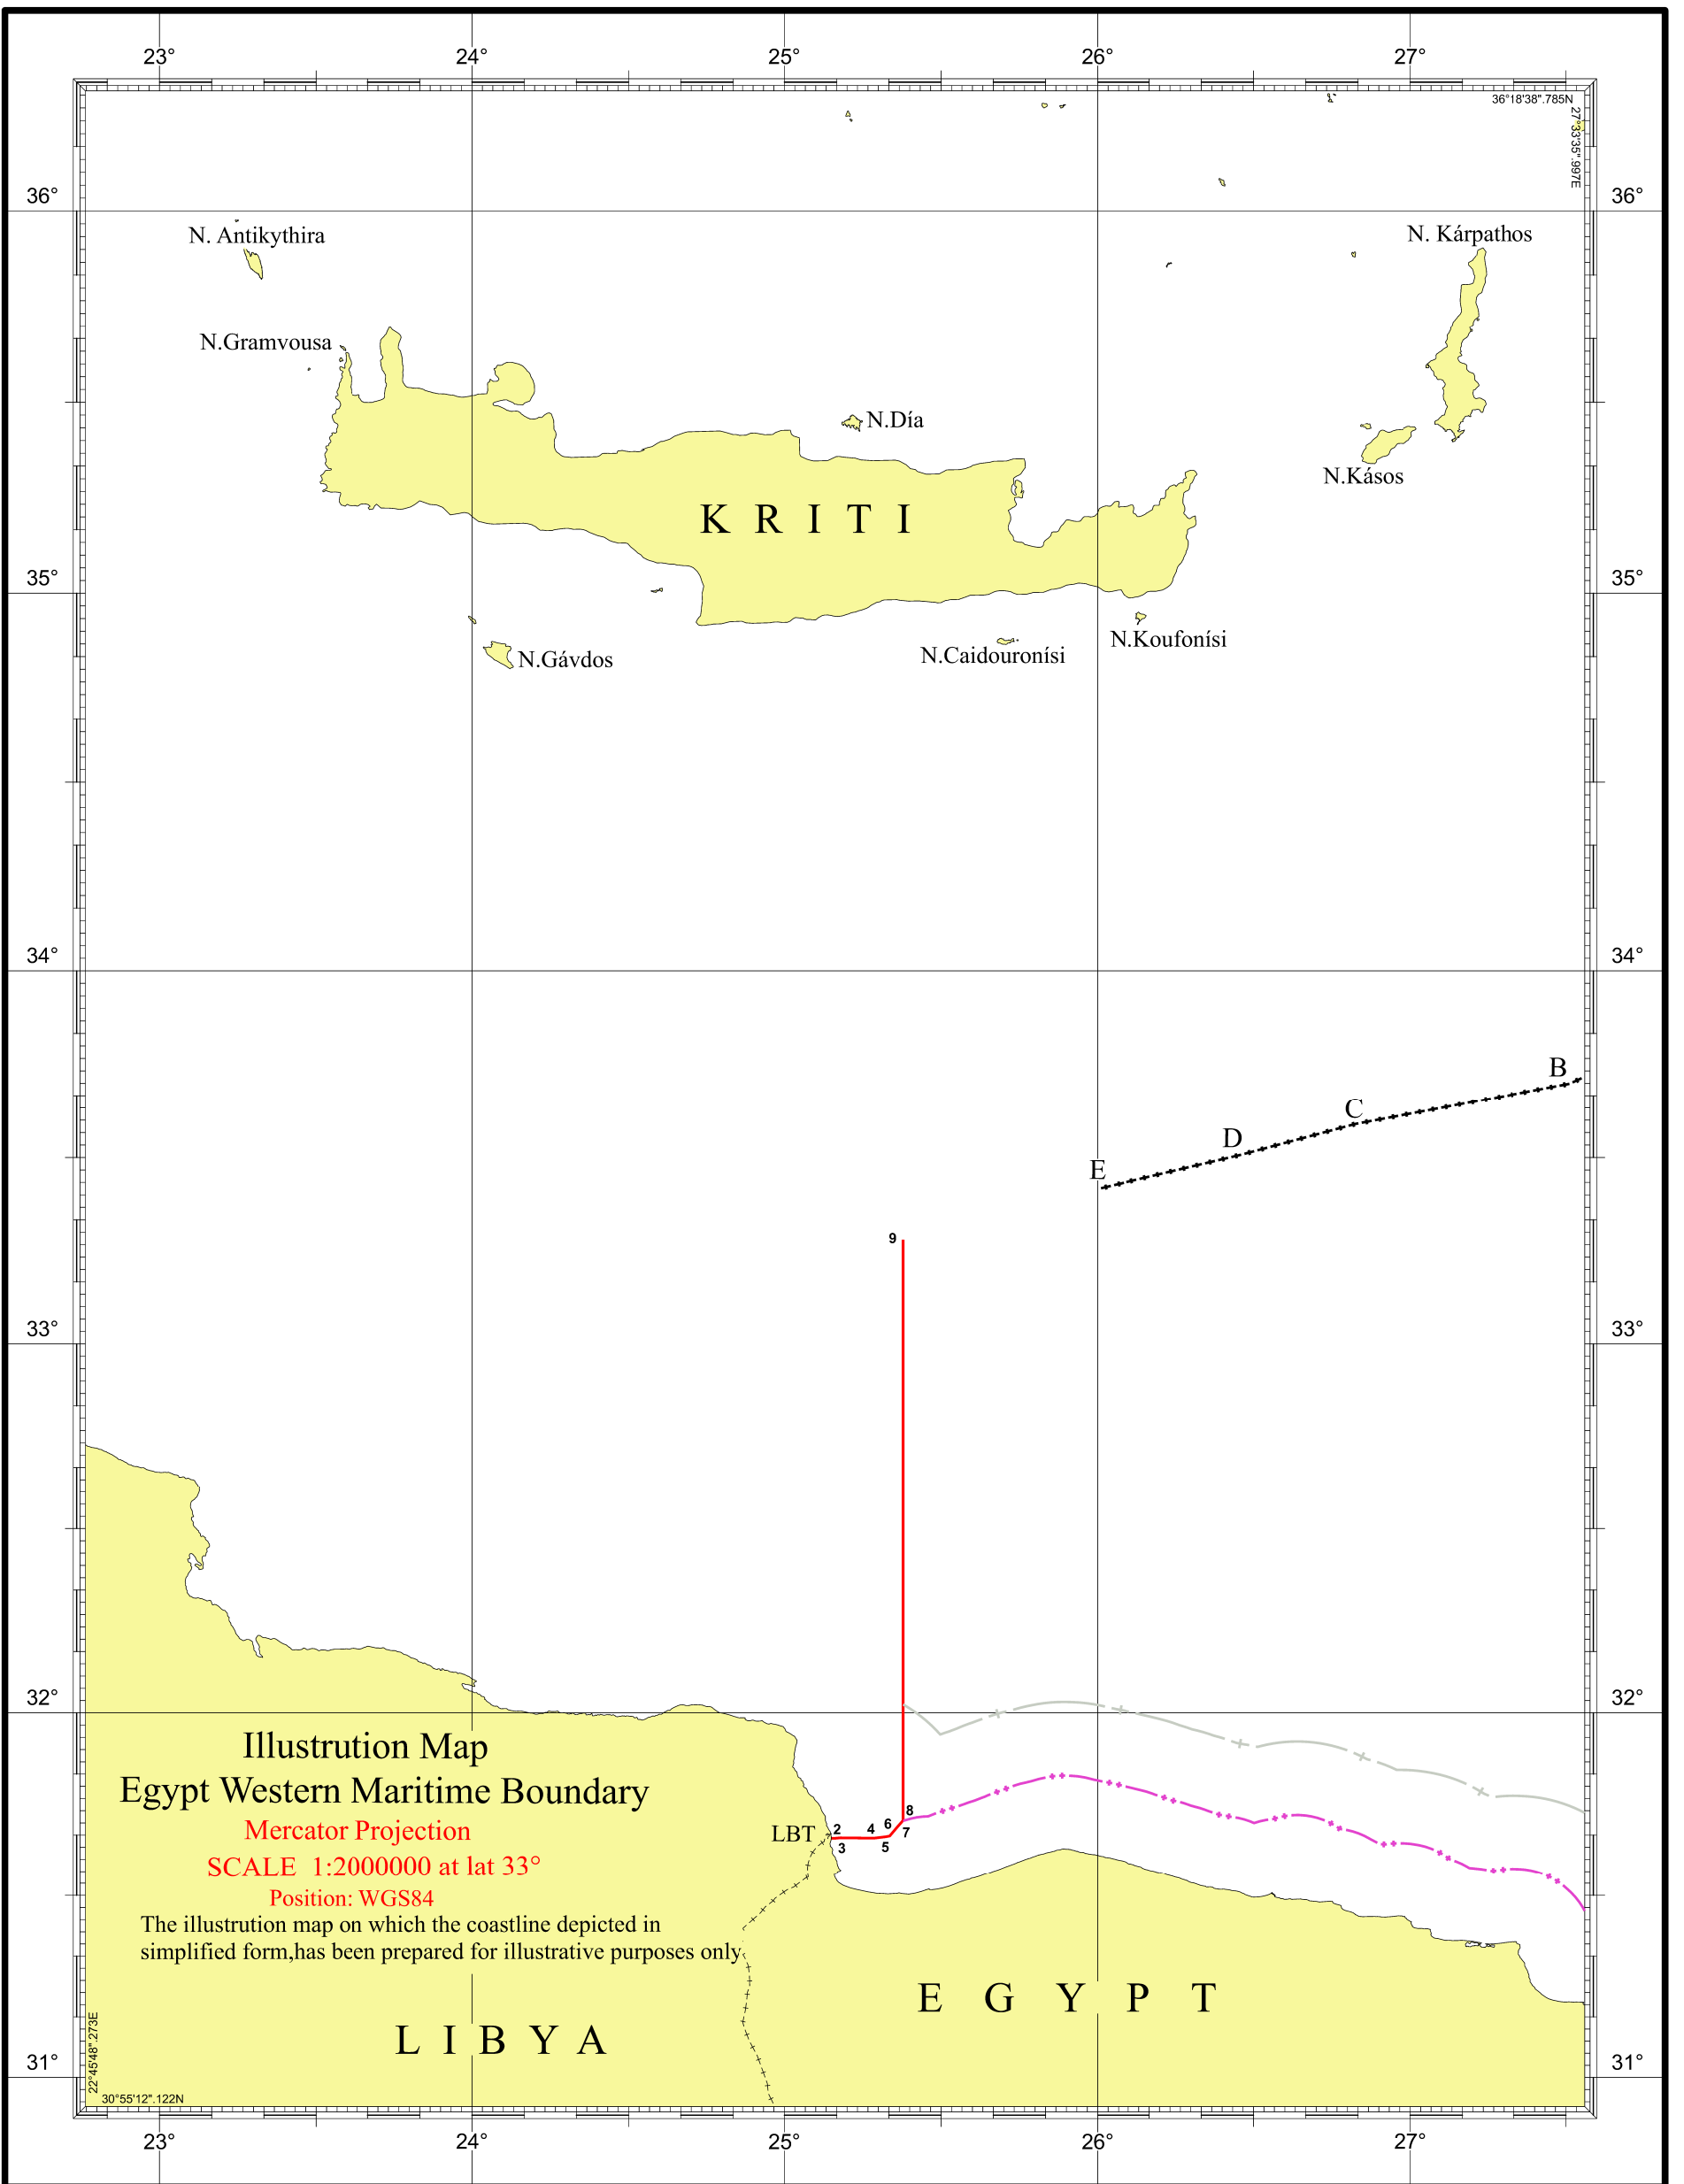 23° 24° 25° 26° 27°
36°18'38".785N
27°33'35".997E
36° 36°
N. Antikythira
N. Kárpathos
N.Gramvousa
N.Día
N.Kásos
K R I T I
35° 35°
N.Koufonísi
N.Caidouronísi
N.Gávdos
34° 34°
B
C
D
E
9
33° 33°
32° 32°
Illustrution Map
Egypt Western Maritime Boundary
Mercator Projection
SCALE 1:2000000 at lat 33°
Position: WGS84
The illustrution map on which the coastline depicted in
simplified form,has been prepared for illustrative purposes only
LBT
2
3
4
5
6
7
8
E G Y P T
L I B Y A
31° 31°
22°45'48".273E
30°55'12".122N
23° 24° 25° 26° 27°